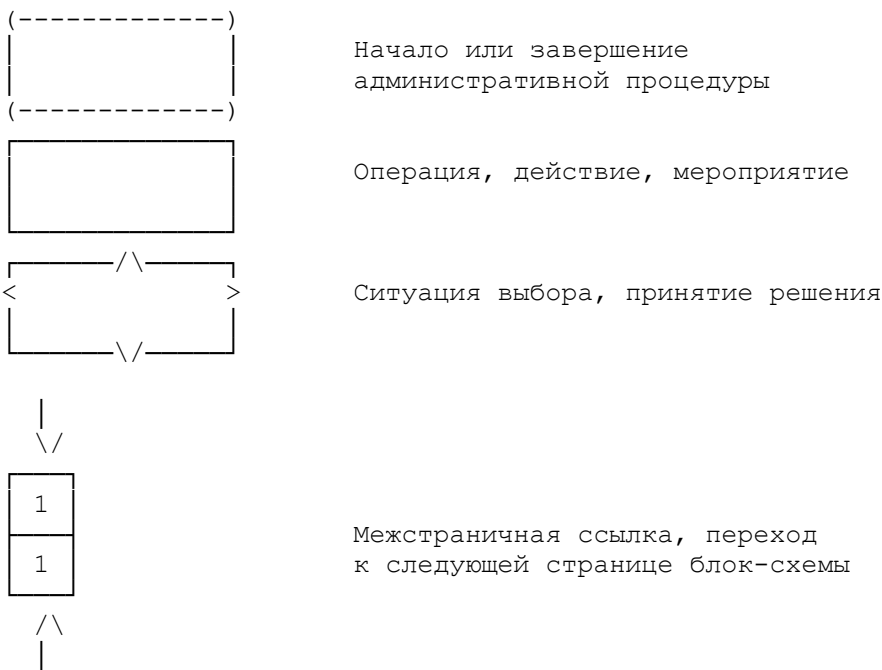 Начало или завершение
административной процедуры
Операция, действие, мероприятие
Ситуация выбора, принятие решения
1
Межстраничная ссылка, переход
1 к следующей странице блок-схемы